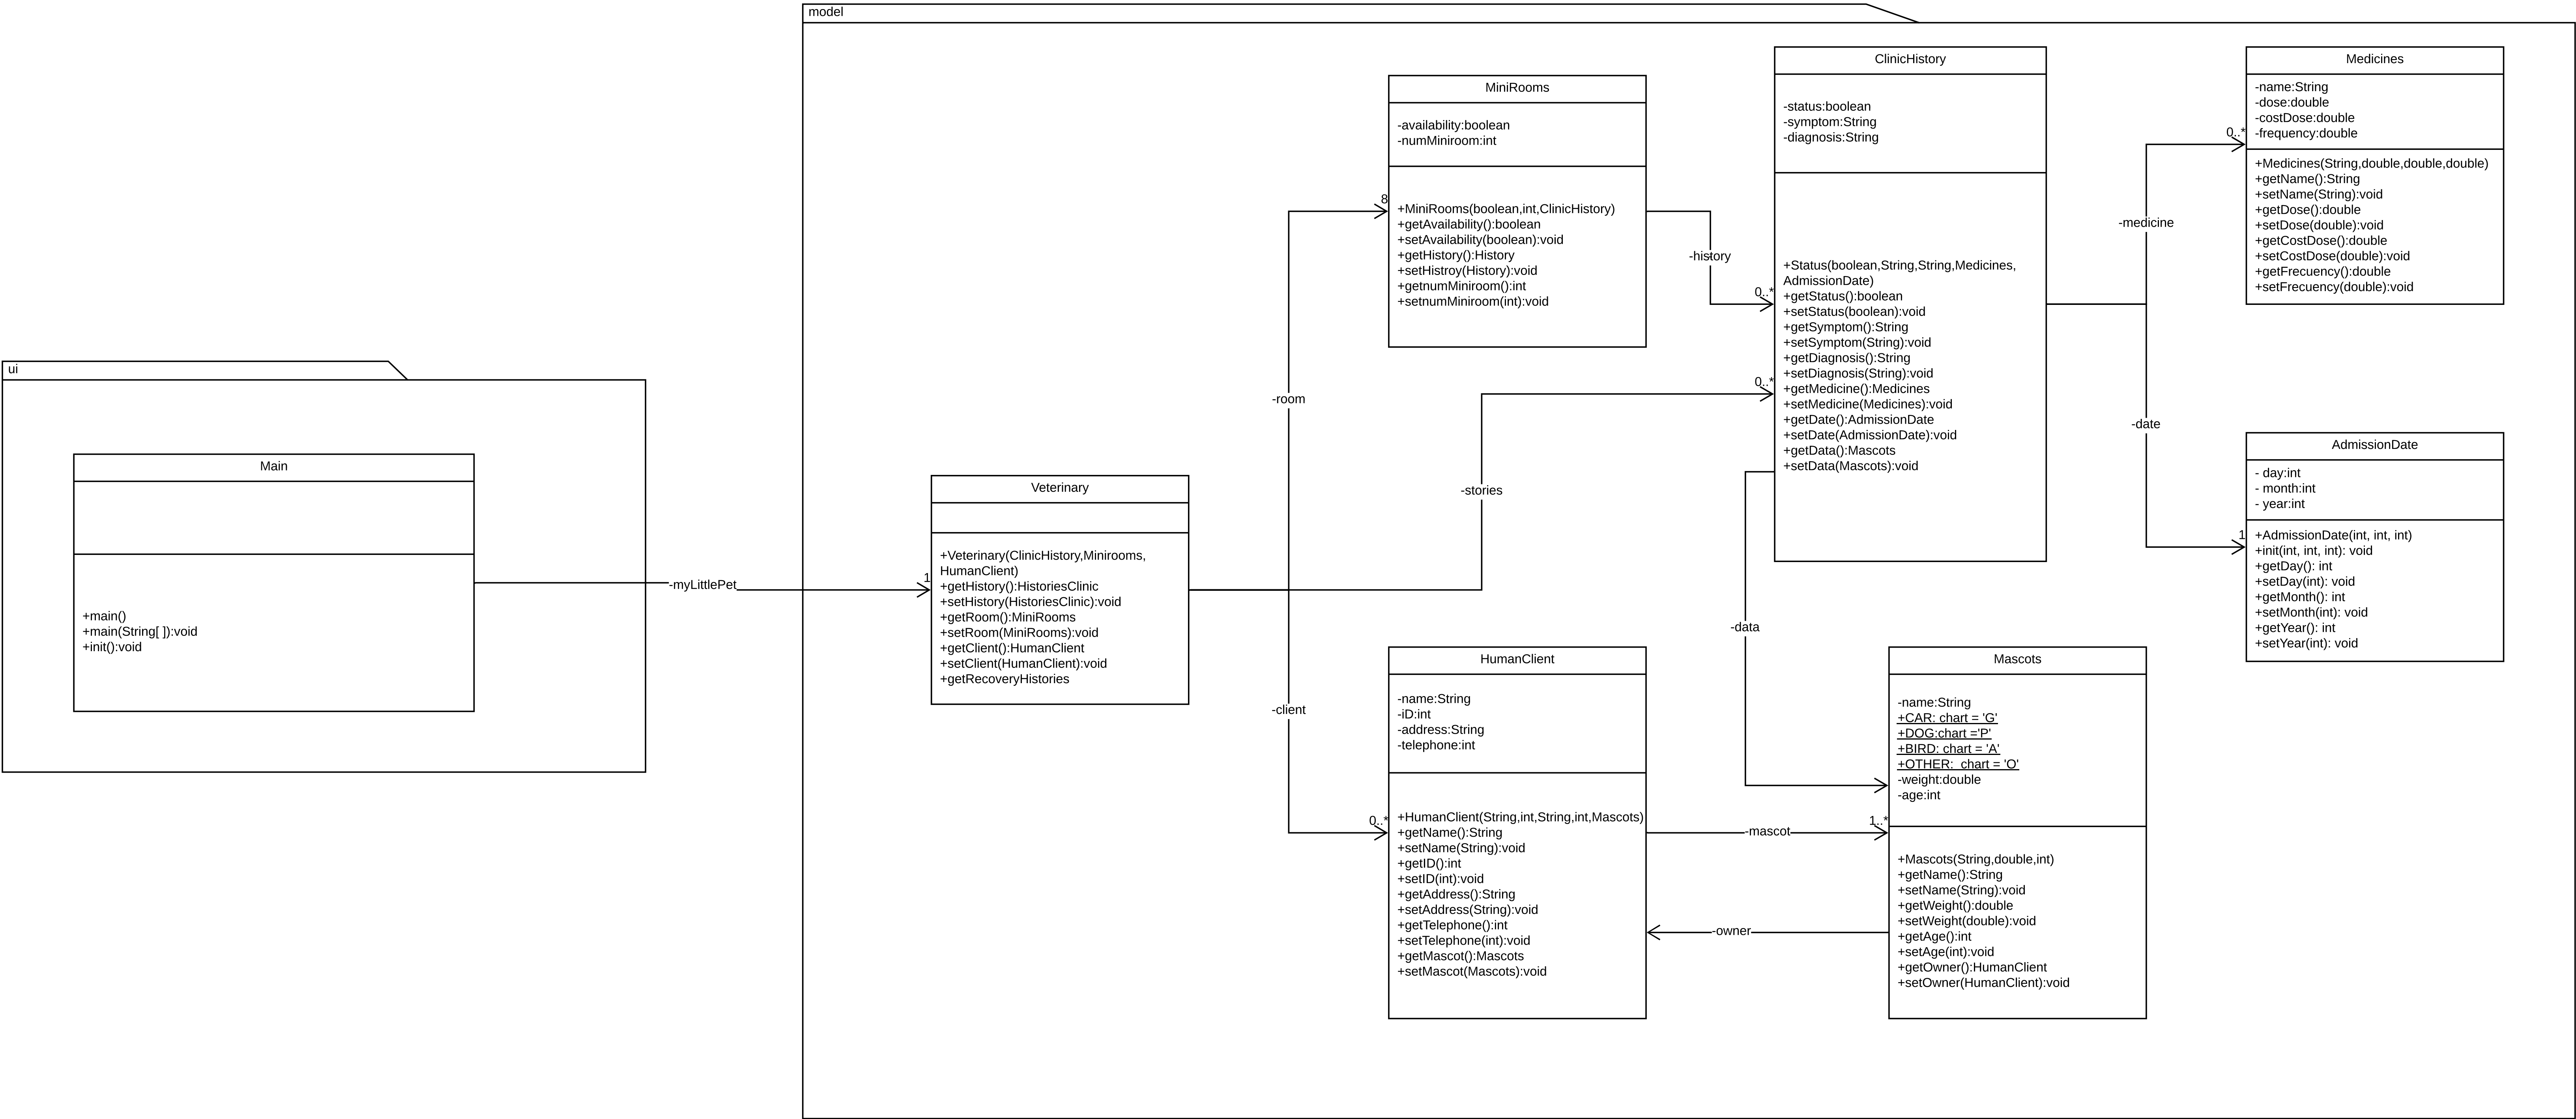 model
ui
Main
+main()
+main(String[ ]):void
+init():void
-myLittlePet
1
Veterinary
+Veterinary(ClinicHistory,Minirooms,
HumanClient)
+getHistory():HistoriesClinic
+setHistory(HistoriesClinic):void
+getRoom():MiniRooms
+setRoom(MiniRooms):void
+getClient():HumanClient
+setClient(HumanClient):void
+getRecoveryHistories
-room
8
-stories
0..*
-client
0..*
MiniRooms
-availability:boolean
-numMiniroom:int
+MiniRooms(boolean,int,ClinicHistory)
+getAvailability():boolean
+setAvailability(boolean):void
+getHistory():History
+setHistroy(History):void
+getnumMiniroom():int
+setnumMiniroom(int):void
-history
0..*
ClinicHistory
-status:boolean
-symptom:String
-diagnosis:String
+Status(boolean,String,String,Medicines,
AdmissionDate)
+getStatus():boolean
+setStatus(boolean):void
+getSymptom():String
+setSymptom(String):void
+getDiagnosis():String
+setDiagnosis(String):void
+getMedicine():Medicines
+setMedicine(Medicines):void
+getDate():AdmissionDate
+setDate(AdmissionDate):void
+getData():Mascots
+setData(Mascots):void
-medicine
0..*
-date
1
-data
Medicines
-name:String
-dose:double
-costDose:double
-frequency:double
+Medicines(String,double,double,double)
+getName():String
+setName(String):void
+getDose():double
+setDose(double):void
+getCostDose():double
+setCostDose(double):void
+getFrecuency():double
+setFrecuency(double):void
AdmissionDate
- day:int
- month:int
- year:int
+AdmissionDate(int, int, int)
+init(int, int, int): void
+getDay(): int
+setDay(int): void
+getMonth(): int
+setMonth(int): void
+getYear(): int
+setYear(int): void
HumanClient
-name:String
-iD:int
-address:String
-telephone:int
+HumanClient(String,int,String,int,Mascots)
+getName():String
+setName(String):void
+getID():int
+setID(int):void
+getAddress():String
+setAddress(String):void
+getTelephone():int
+setTelephone(int):void
+getMascot():Mascots
+setMascot(Mascots):void
-mascot
1..*
-owner
Mascots
-name:String
+CAR: chart = 'G'
+DOG:chart ='P'
+BIRD: chart = 'A'
+OTHER:  chart = 'O'
-weight:double
-age:int
+Mascots(String,double,int)
+getName():String
+setName(String):void
+getWeight():double
+setWeight(double):void
+getAge():int
+setAge(int):void
+getOwner():HumanClient
+setOwner(HumanClient):void